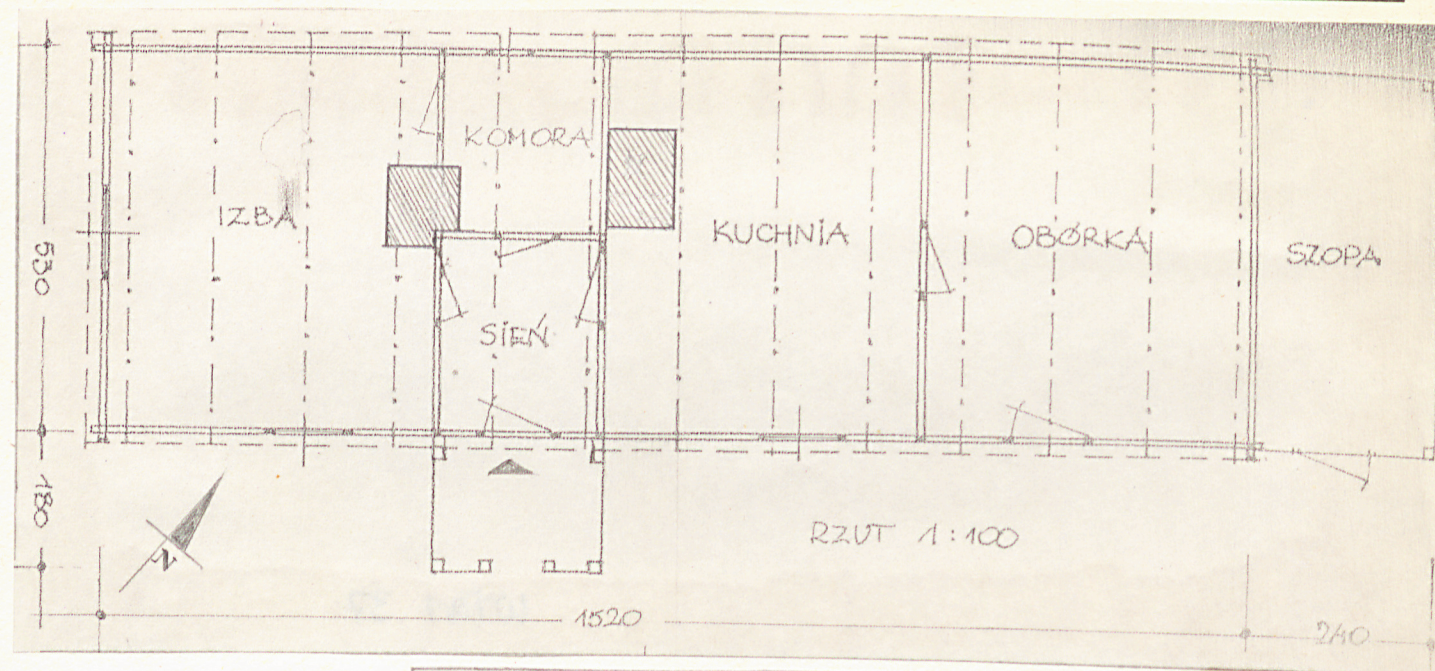 KOMORA
IZBA
KUCHNIA
OBÓRKA
SZOPA
SIEŃ
530
180
N
RZUT 1:100
1520
240